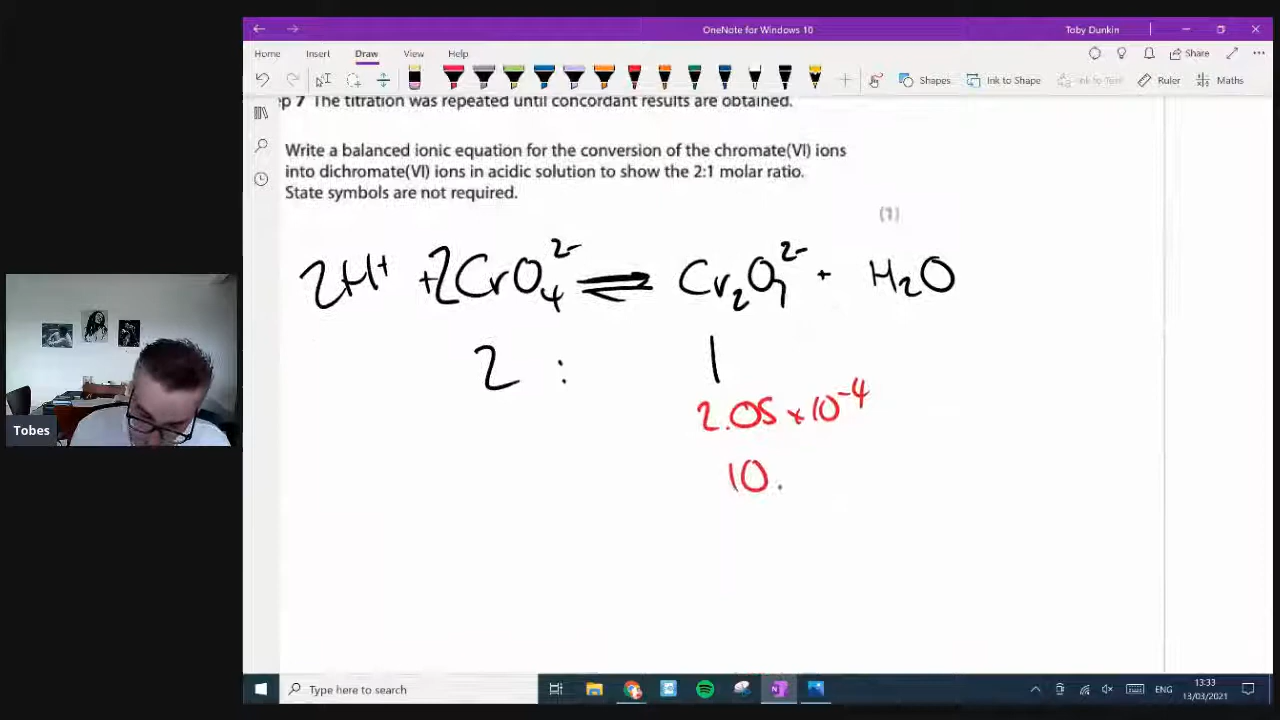 Toby Dunkin
OneNote for Windows 10
Home Insert Draw View Help
Share
Shapes Ink to Shape Ink to Text Ruler Maths
ep 7 The titration was repeated until concordant results are obtained.
Write a balanced ionic equation for the conversion of the chromate(VI) ions
into dichromate(VI) ions in acidic solution to show the 2:1 molar ratio.
State symbols are not required.
(1)
2H⁺ + 2CrO₄²⁻ ⇌ Cr₂O₇²⁻ + H₂O
2 : 1
2.05 × 10⁻⁴
10.
Tobes
Type here to search
ENG
13:33
13/03/2021